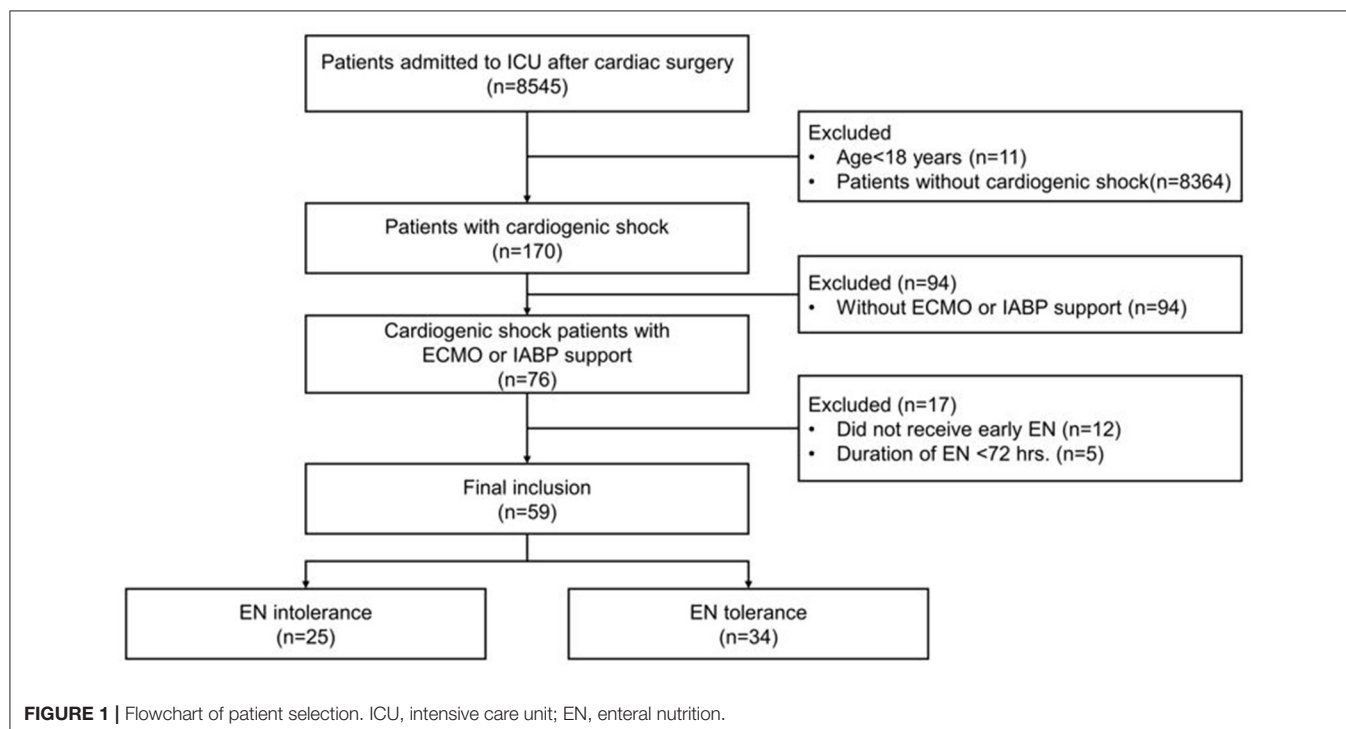 Patients admitted to ICU after cardiac surgery
(n=8545)
Excluded
• Age<18 years (n=11)
• Patients without cardiogenic shock(n=8364)
Patients with cardiogenic shock
(n=170)
Excluded (n=94)
• Without ECMO or IABP support (n=94)
Cardiogenic shock patients with
ECMO or IABP support
(n=76)
Excluded (n=17)
• Did not receive early EN (n=12)
• Duration of EN <72 hrs. (n=5)
Final inclusion
(n=59)
EN intolerance
(n=25)
EN tolerance
(n=34)
FIGURE 1 | Flowchart of patient selection. ICU, intensive care unit; EN, enteral nutrition.